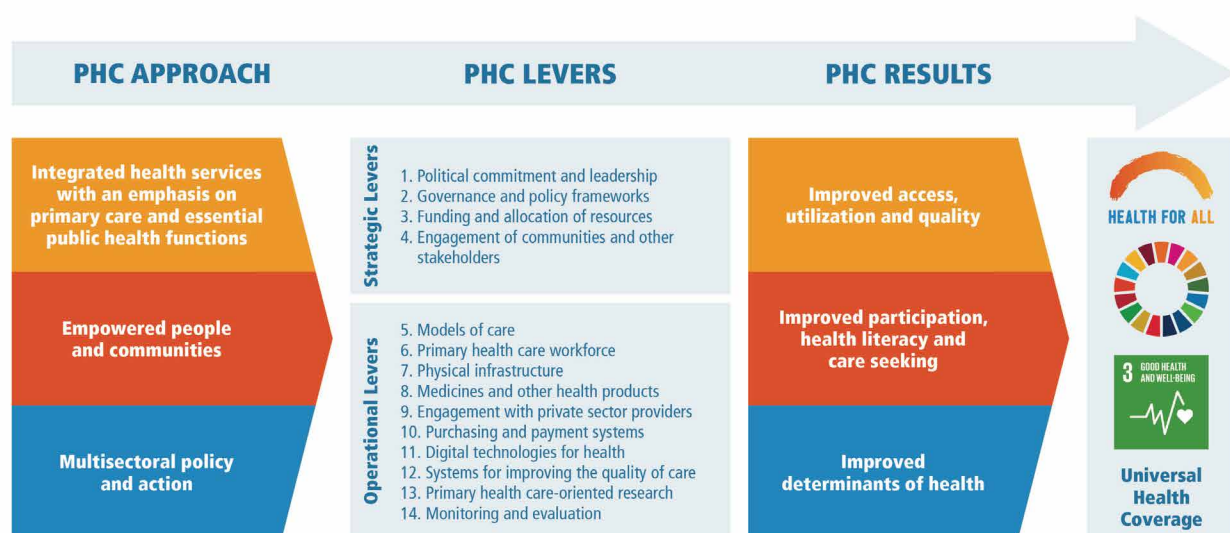 PHC APPROACH
PHC LEVERS
PHC RESULTS
Integrated health services
with an emphasis on
primary care and essential
public health functions
Empowered people
and communities
Multisectoral policy
and action
Strategic Levers
1. Political commitment and leadership
2. Governance and policy frameworks
3. Funding and allocation of resources
4. Engagement of communities and other
stakeholders
Operational Levers
5. Models of care
6. Primary health care workforce
7. Physical infrastructure
8. Medicines and other health products
9. Engagement with private sector providers
10. Purchasing and payment systems
11. Digital technologies for health
12. Systems for improving the quality of care
13. Primary health care-oriented research
14. Monitoring and evaluation
Improved access,
utilization and quality
Improved participation,
health literacy and
care seeking
Improved
determinants of health
HEALTH FOR ALL
3 GOOD HEALTH
AND WELL-BEING
Universal
Health
Coverage